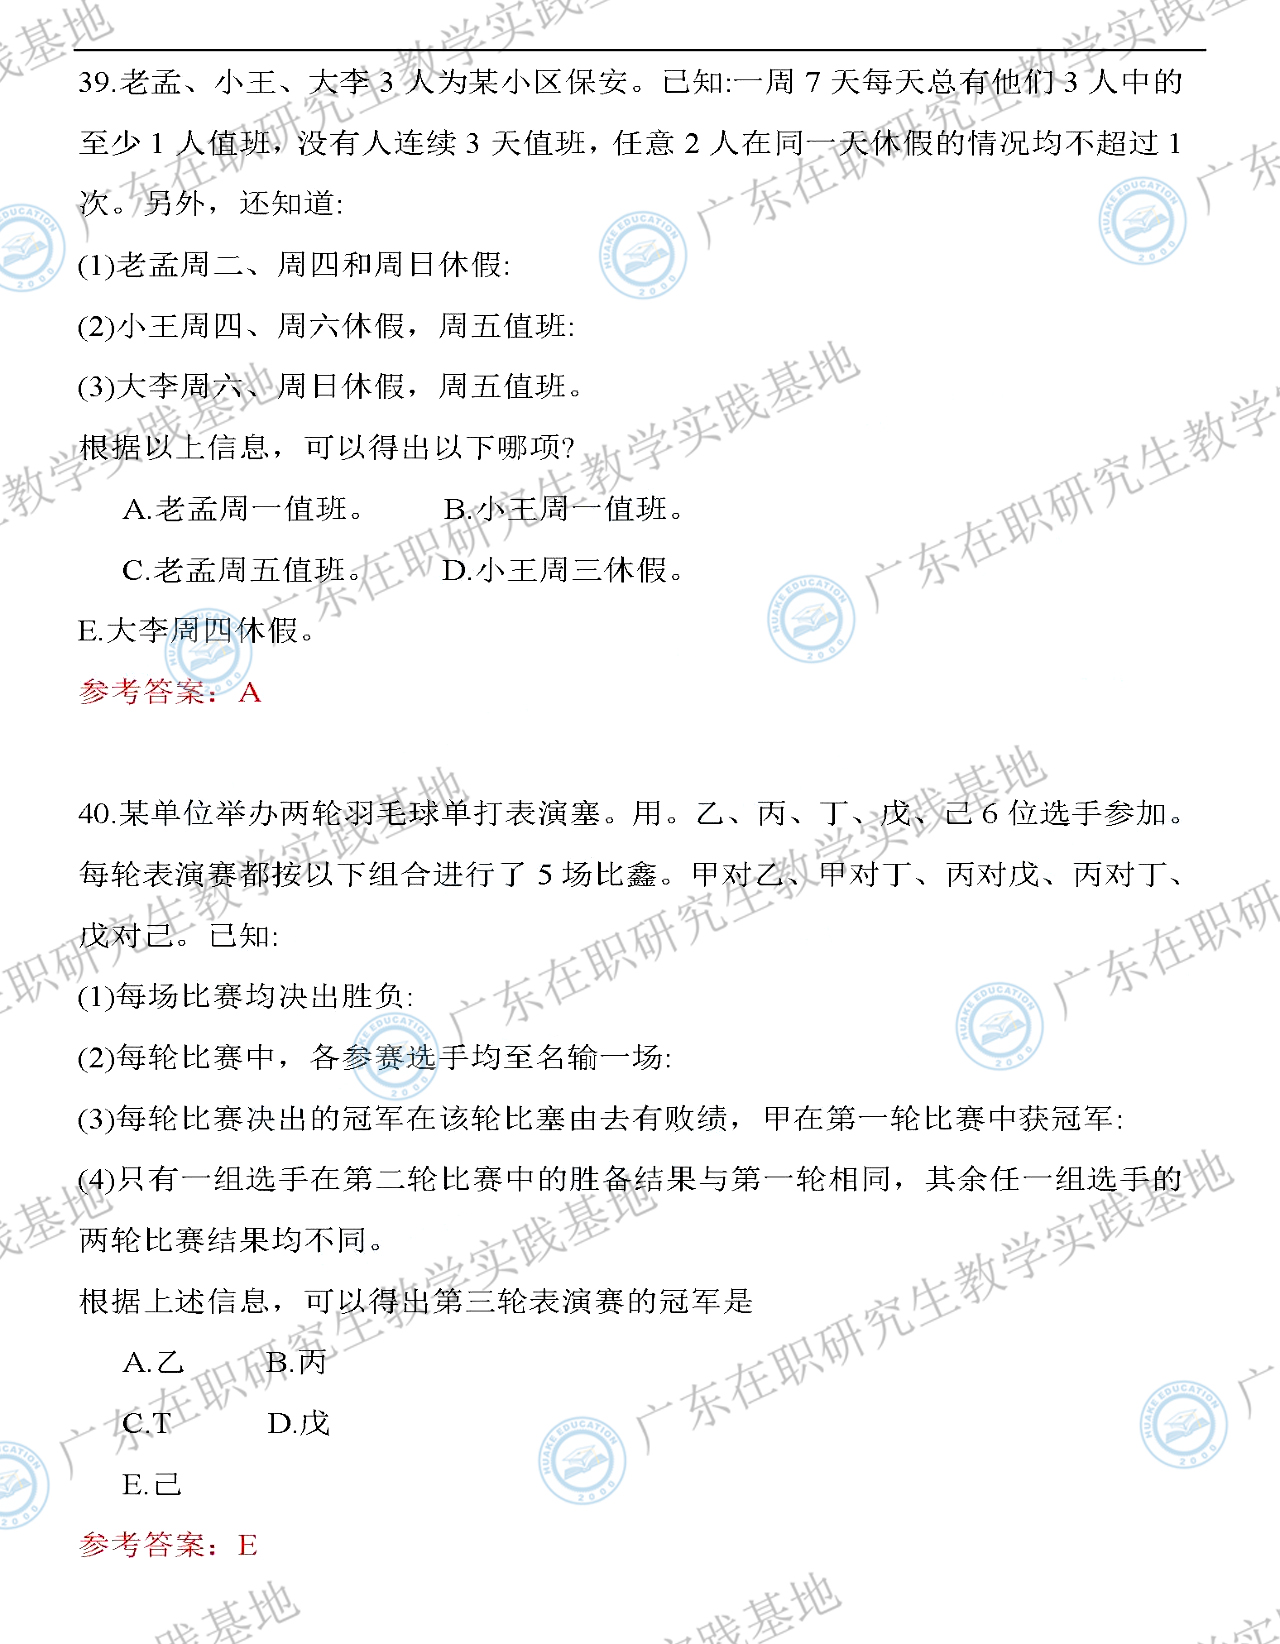 39.老孟、小王、大李 3 人为某小区保安。已知:一周 7 天每天总有他们 3 人中的
至少 1 人值班，没有人连续 3 天值班，任意 2 人在同一天休假的情况均不超过 1
次。另外，还知道:
(1)老孟周二、周四和周日休假:
(2)小王周四、周六休假，周五值班:
(3)大李周六、周日休假，周五值班。
根据以上信息，可以得出以下哪项?
A.老孟周一值班。 B.小王周一值班。
C.老孟周五值班。 D.小王周三休假。
E.大李周四休假。
参考答案：A
40.某单位举办两轮羽毛球单打表演塞。用。乙、丙、丁、戊、己 6 位选手参加。
每轮表演赛都按以下组合进行了 5 场比鑫。甲对乙、甲对丁、丙对戊、丙对丁、
戊对己。已知:
(1)每场比赛均决出胜负:
(2)每轮比赛中，各参赛选手均至名输一场:
(3)每轮比赛决出的冠军在该轮比塞由去有败绩，甲在第一轮比赛中获冠军:
(4)只有一组选手在第二轮比赛中的胜备结果与第一轮相同，其余任一组选手的
两轮比赛结果均不同。
根据上述信息，可以得出第三轮表演赛的冠军是
A.乙 B.丙
C.T D.戊
E.己
参考答案：E
广东在职研究生教学实践基地
HUAKE EDUCATION
2000